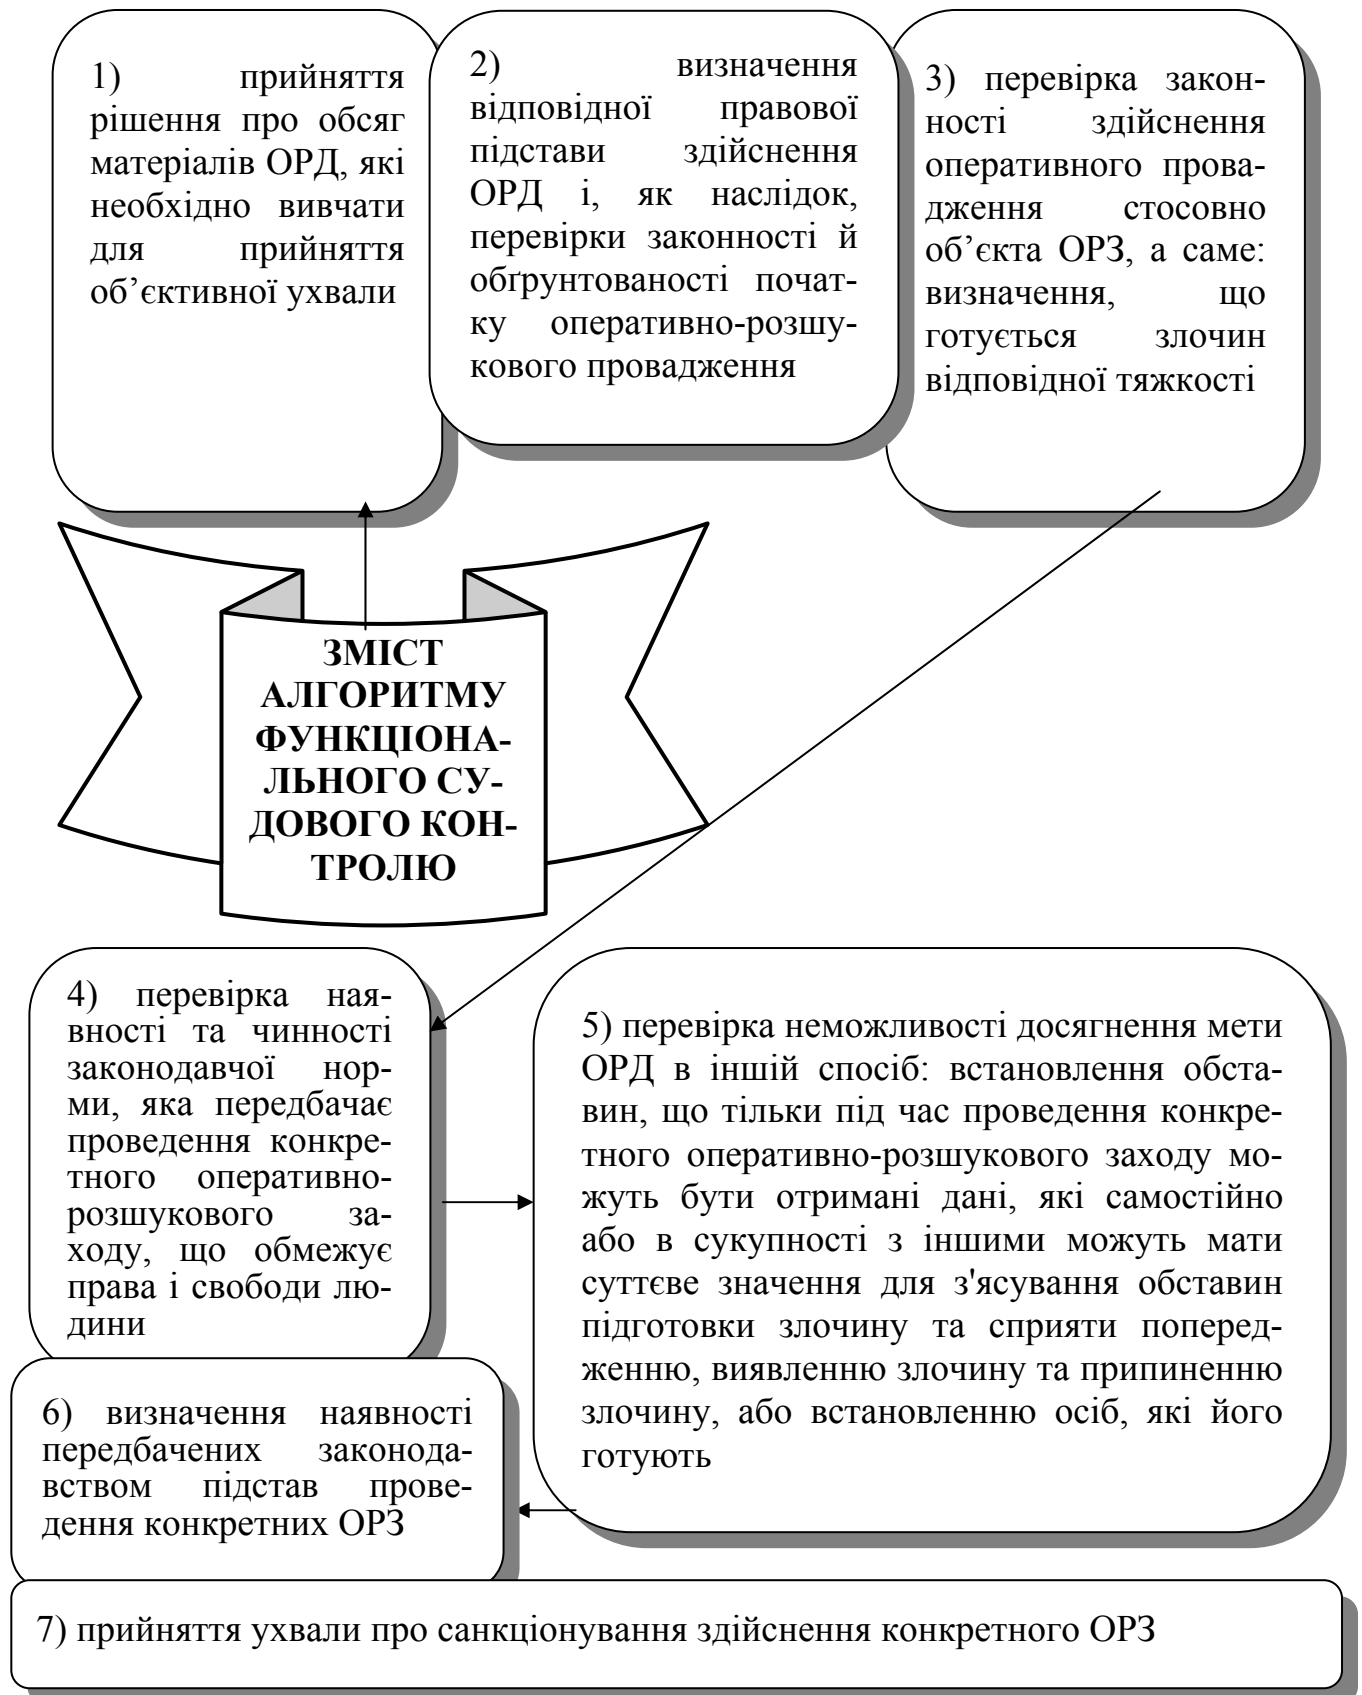 1) прийняття
рішення про обсяг
матеріалів ОРД, які
необхідно вивчати
для прийняття
об’єктивної ухвали
2) визначення
відповідної правової
підстави здійснення
ОРД і, як наслідок,
перевірки законності й
обґрунтованості почат-
ку оперативно-розшу-
кового провадження
3) перевірка закон-
ності здійснення
оперативного прова-
дження стосовно
об’єкта ОРЗ, а саме:
визначення, що
готується злочин
відповідної тяжкості
ЗМІСТ
АЛГОРИТМУ
ФУНКЦІОНА-
ЛЬНОГО СУ-
ДОВОГО КОН-
ТРОЛЮ
4) перевірка ная-
вності та чинності
законодавчої нор-
ми, яка передбачає
проведення конкре-
тного оперативно-
розшукового за-
ходу, що обмежує
права і свободи лю-
дини
5) перевірка неможливості досягнення мети
ОРД в іншій спосіб: встановлення обста-
вин, що тільки під час проведення конкре-
тного оперативно-розшукового заходу мо-
жуть бути отримані дані, які самостійно
або в сукупності з іншими можуть мати
суттєве значення для з'ясування обставин
підготовки злочину та сприяти поперед-
женню, виявленню злочину та припиненню
злочину, або встановленню осіб, які його
готують
6) визначення наявності
передбачених законода-
вством підстав прове-
дення конкретних ОРЗ
7) прийняття ухвали про санкціонування здійснення конкретного ОРЗ